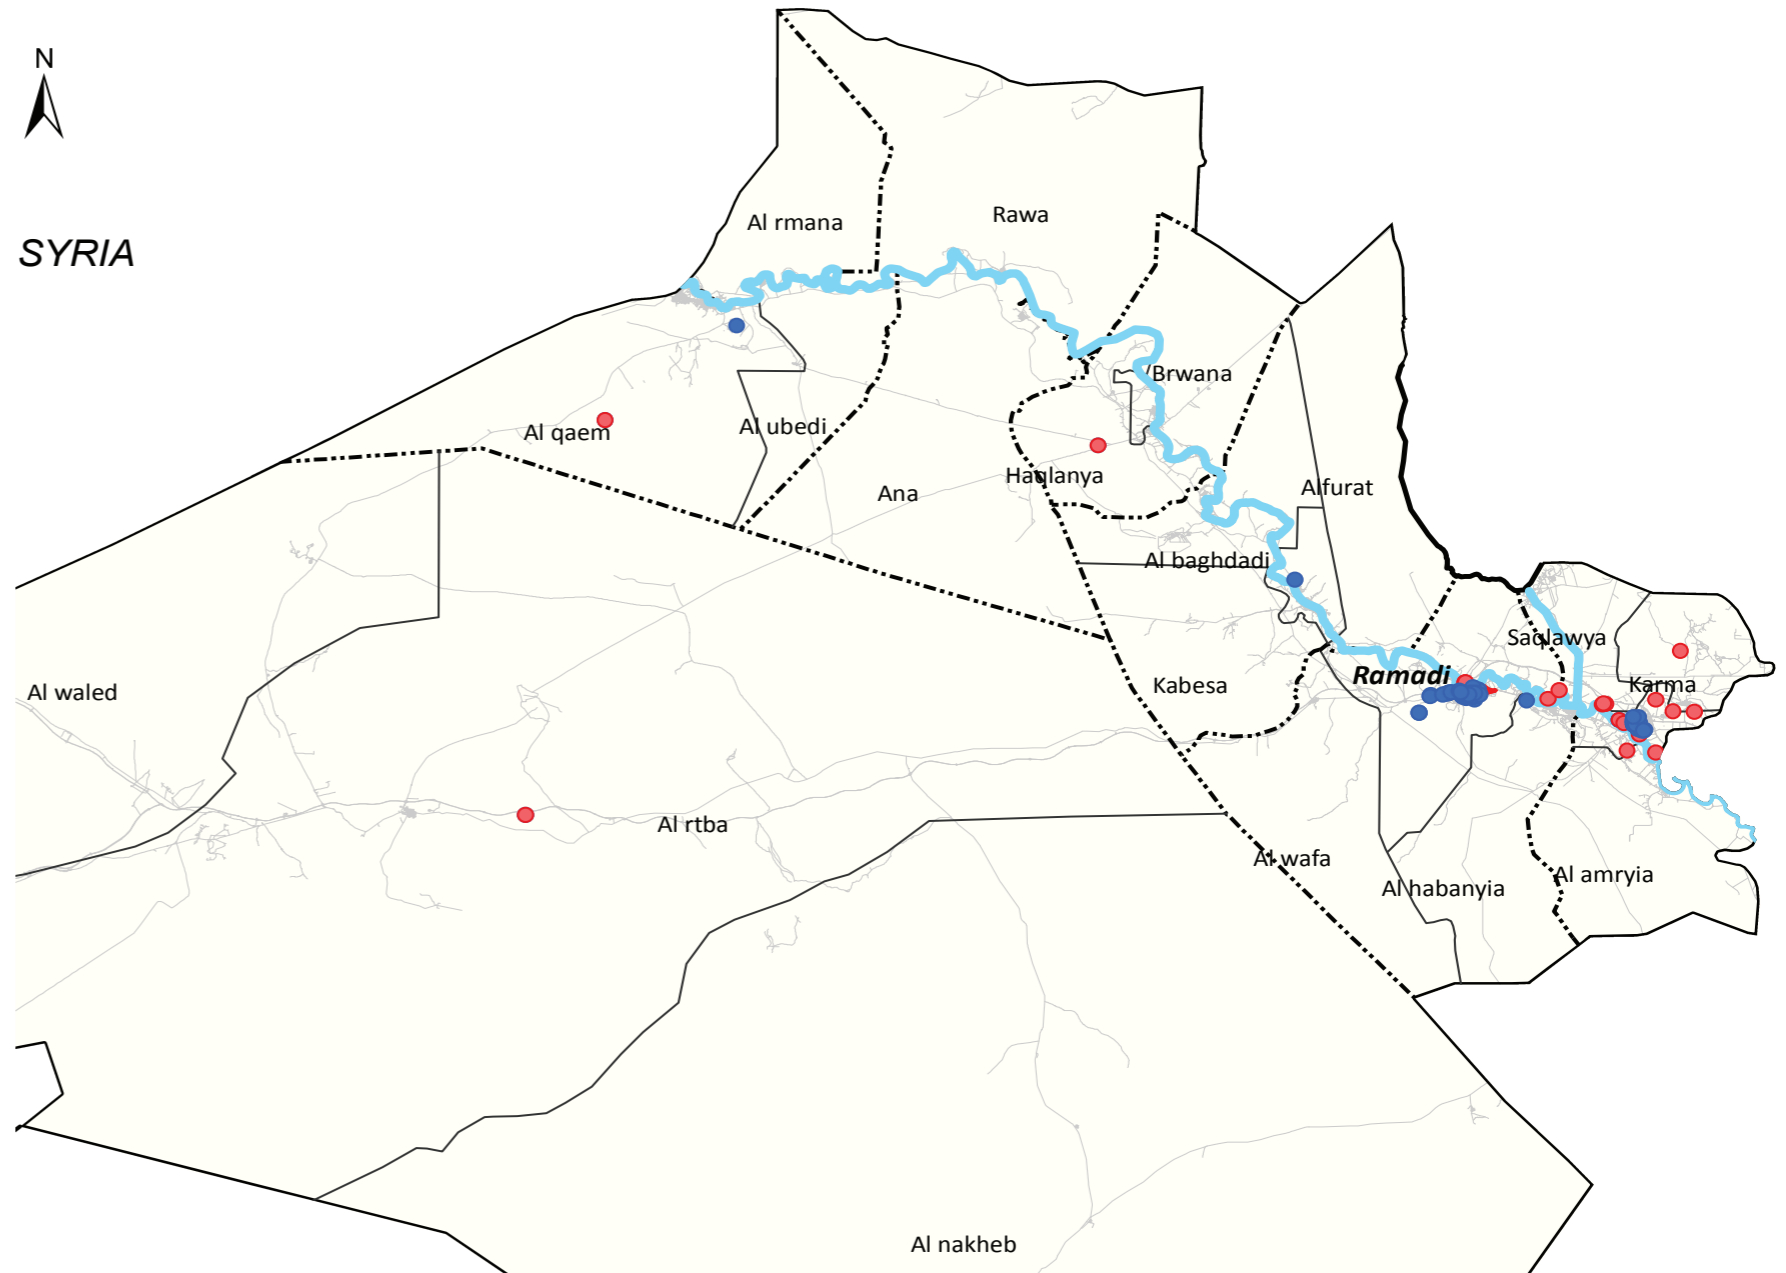 N
SYRIA
Al rmana
Rawa
Brwana
Al qaem
Al ubedi
Ana
Haqlanya
Alfurat
Al baghdadi
Saqlawya
Al waled
Kabesa
Ramadi
Karma
Al rtba
Al wafa
Al habanyia
Al amryia
Al nakheb